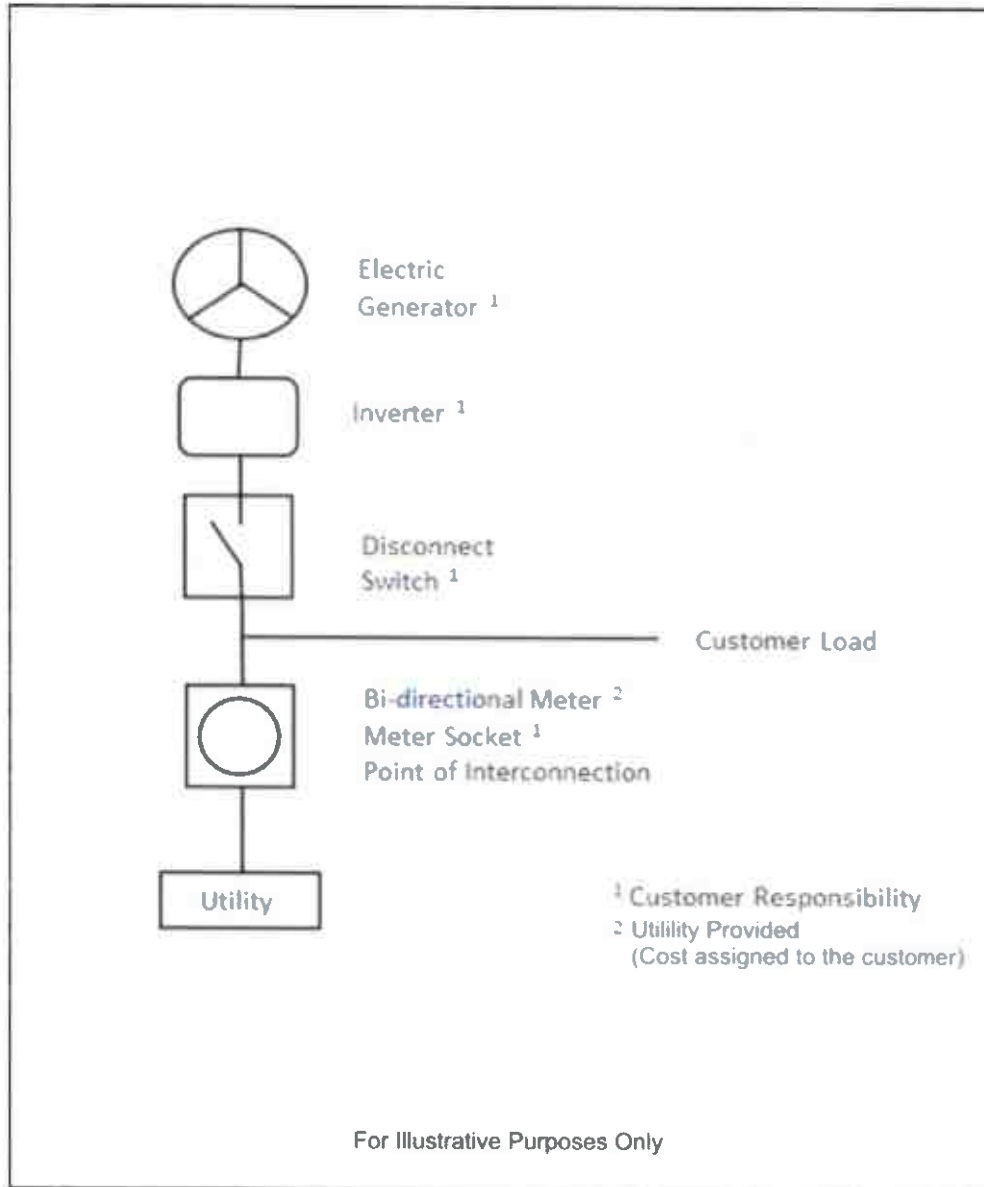 Electric
Generator ¹
Inverter ¹
Disconnect
Switch ¹
Customer Load
Bi-directional Meter ²
Meter Socket ¹
Point of Interconnection
Utility
¹ Customer Responsibility
² Utilility Provided
(Cost assigned to the customer)
For Illustrative Purposes Only